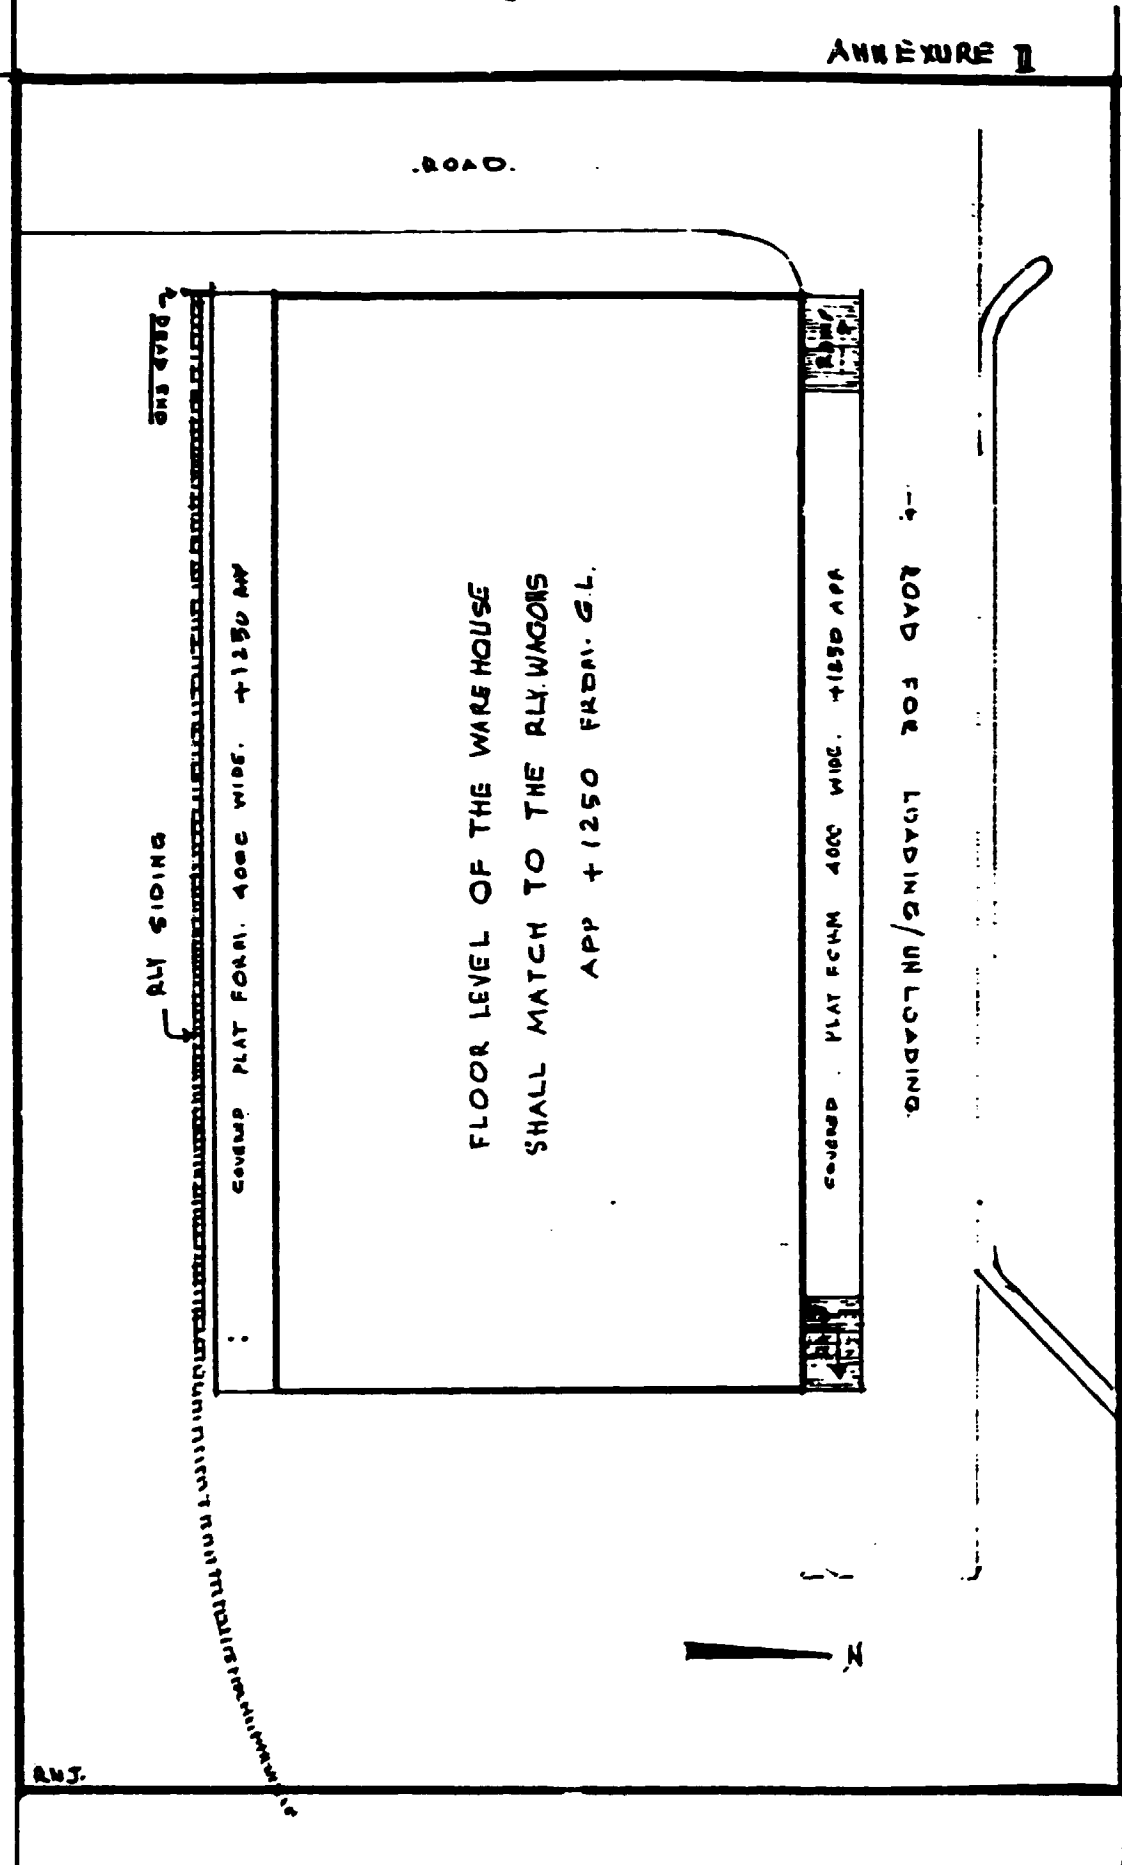 ANNEXURE II
.ROAD.
DEAD END
RAMP
RLY SIDING
COVERED PLAT FORM. 4000 WIDE. +1250 APP
FLOOR LEVEL OF THE WAREHOUSE
SHALL MATCH TO THE RLY. WAGONS
APP +1250 FROM. G.L.
COVERED. PLAT FORM 4000 WIDE. +1250 APP
ROAD FOR LOADING/UNLOADING.
N
RNJ.